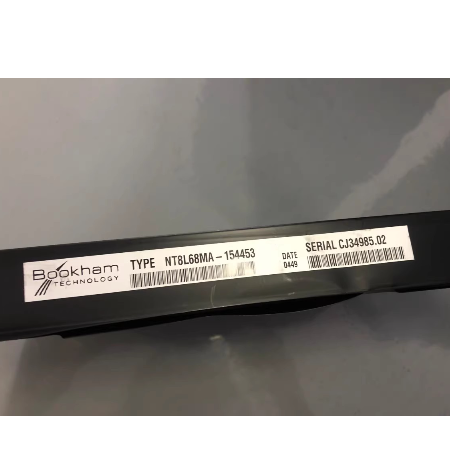 Bookham
TECHNOLOGY
TYPE NT8L68MA-154453
DATE
0449
SERIAL CJ34985.02